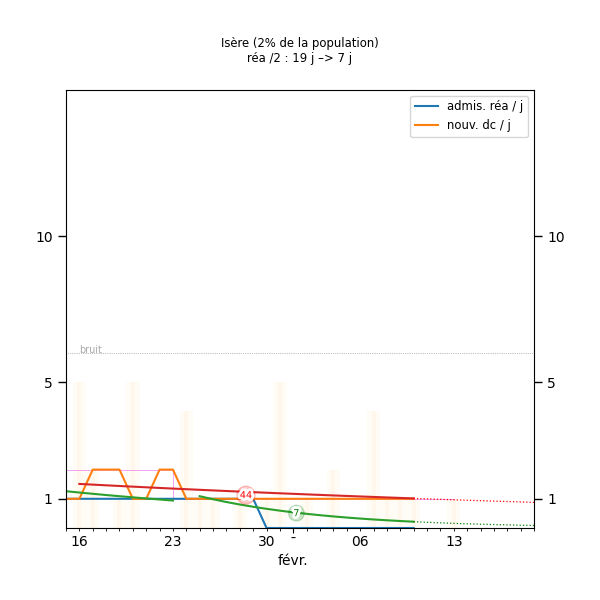 Isère (2% de la population)
réa /2 : 19 j –> 7 j
admis. réa / j
nouv. dc / j
10
10
bruit
5
5
44
1
1
7
16
23
30
-
06
13
févr.